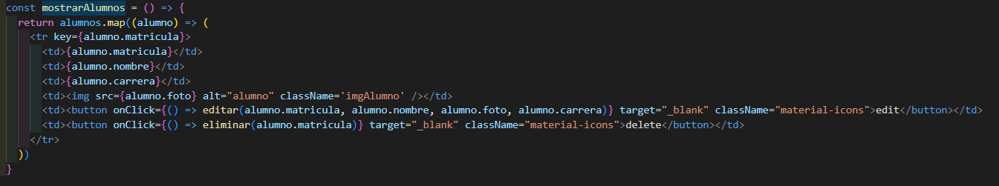 const mostrarAlumnos = () => {
return alumnos.map((alumno) => (
<tr key={alumno.matricula}>
<td>{alumno.matricula}</td>
<td>{alumno.nombre}</td>
<td>{alumno.carrera}</td>
<td><img src={alumno.foto} alt="alumno" className='imgAlumno' /></td>
<td><button onClick={() => editar(alumno.matricula, alumno.nombre, alumno.foto, alumno.carrera)} target="_blank" className="material-icons">edit</button></td>
<td><button onClick={() => eliminar(alumno.matricula)} target="_blank" className="material-icons">delete</button></td>
</tr>
))
}